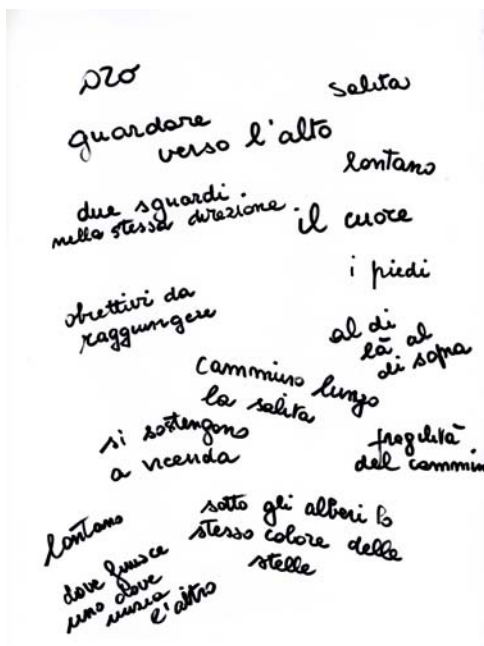 oro
salita
guardare
verso l'alto
lontano
due sguardi.
nella stessa direzione.
il cuore
i piedi
obiettivi da
raggiungere
al di
là al
di sopra
cammino lungo
la salita
si sostengono
a vicenda
fragilità
del cammin
lontano
sotto gli alberi lo
stesso colore delle
stelle
dove finisce
uno dove
inizia
l'altro